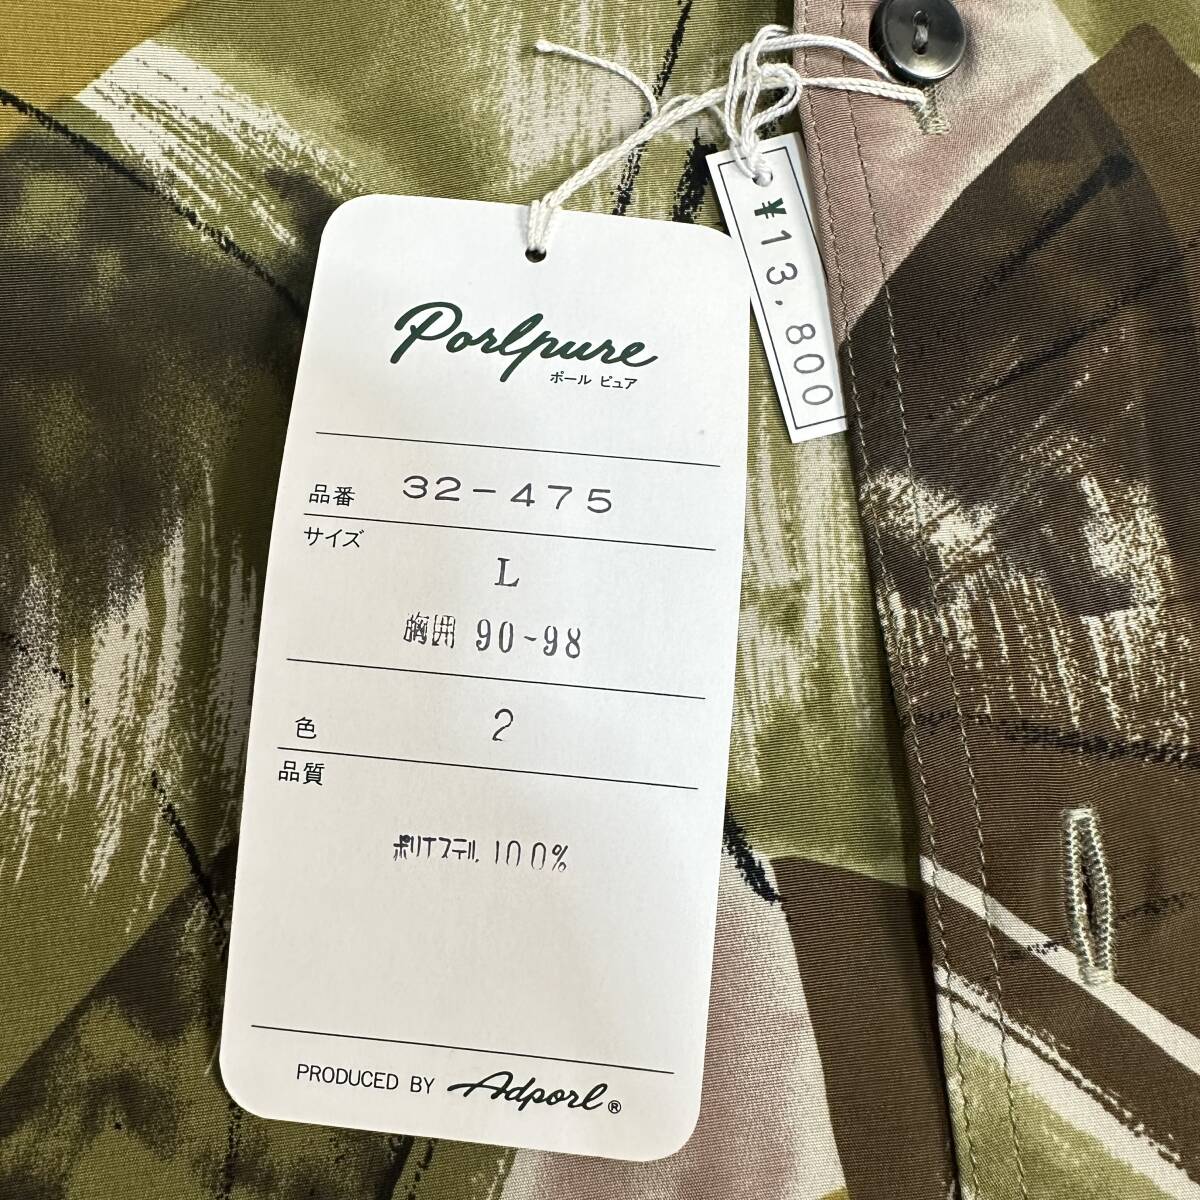 Porlpure
ポール ピュア
品番 32-475
サイズ
L
胸囲 90~98
色 2
品質
ポリエステル. 100%
PRODUCED BY Adporl®
¥13,800